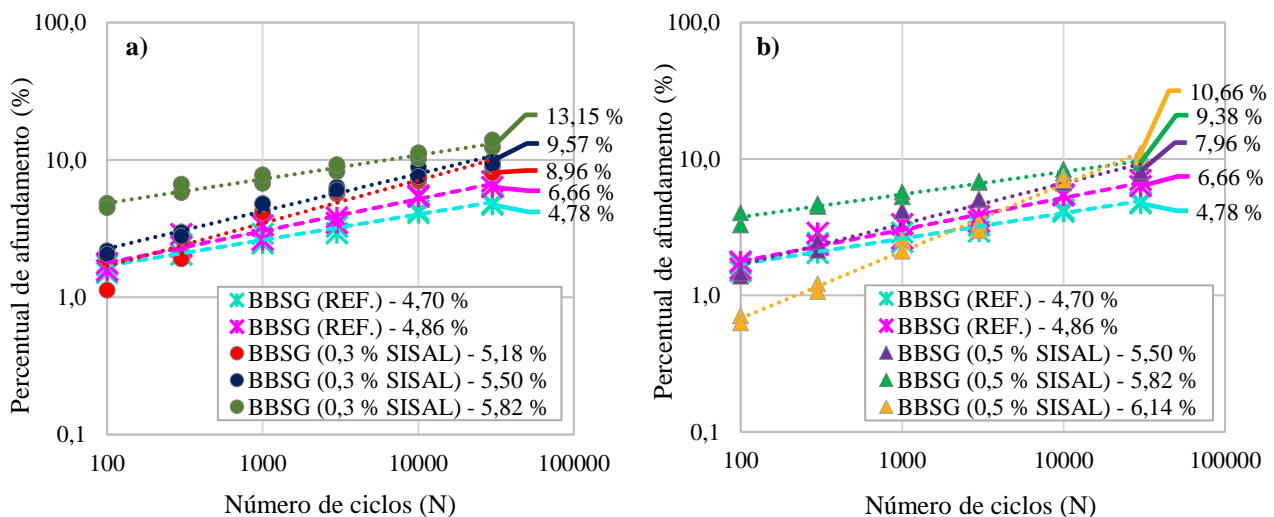 a)
Percentual de afundamento (%)
100,0
10,0
1,0
0,1
13,15 %
9,57 %
8,96 %
6,66 %
4,78 %
BBSG (REF.) - 4,70 %
BBSG (REF.) - 4,86 %
BBSG (0,3 % SISAL) - 5,18 %
BBSG (0,3 % SISAL) - 5,50 %
BBSG (0,3 % SISAL) - 5,82 %
100 1000 10000 100000
Número de ciclos (N)
b)
Percentual de afundamento (%)
100,0
10,0
1,0
0,1
10,66 %
9,38 %
7,96 %
6,66 %
4,78 %
BBSG (REF.) - 4,70 %
BBSG (REF.) - 4,86 %
BBSG (0,5 % SISAL) - 5,50 %
BBSG (0,5 % SISAL) - 5,82 %
BBSG (0,5 % SISAL) - 6,14 %
100 1000 10000 100000
Número de ciclos (N)